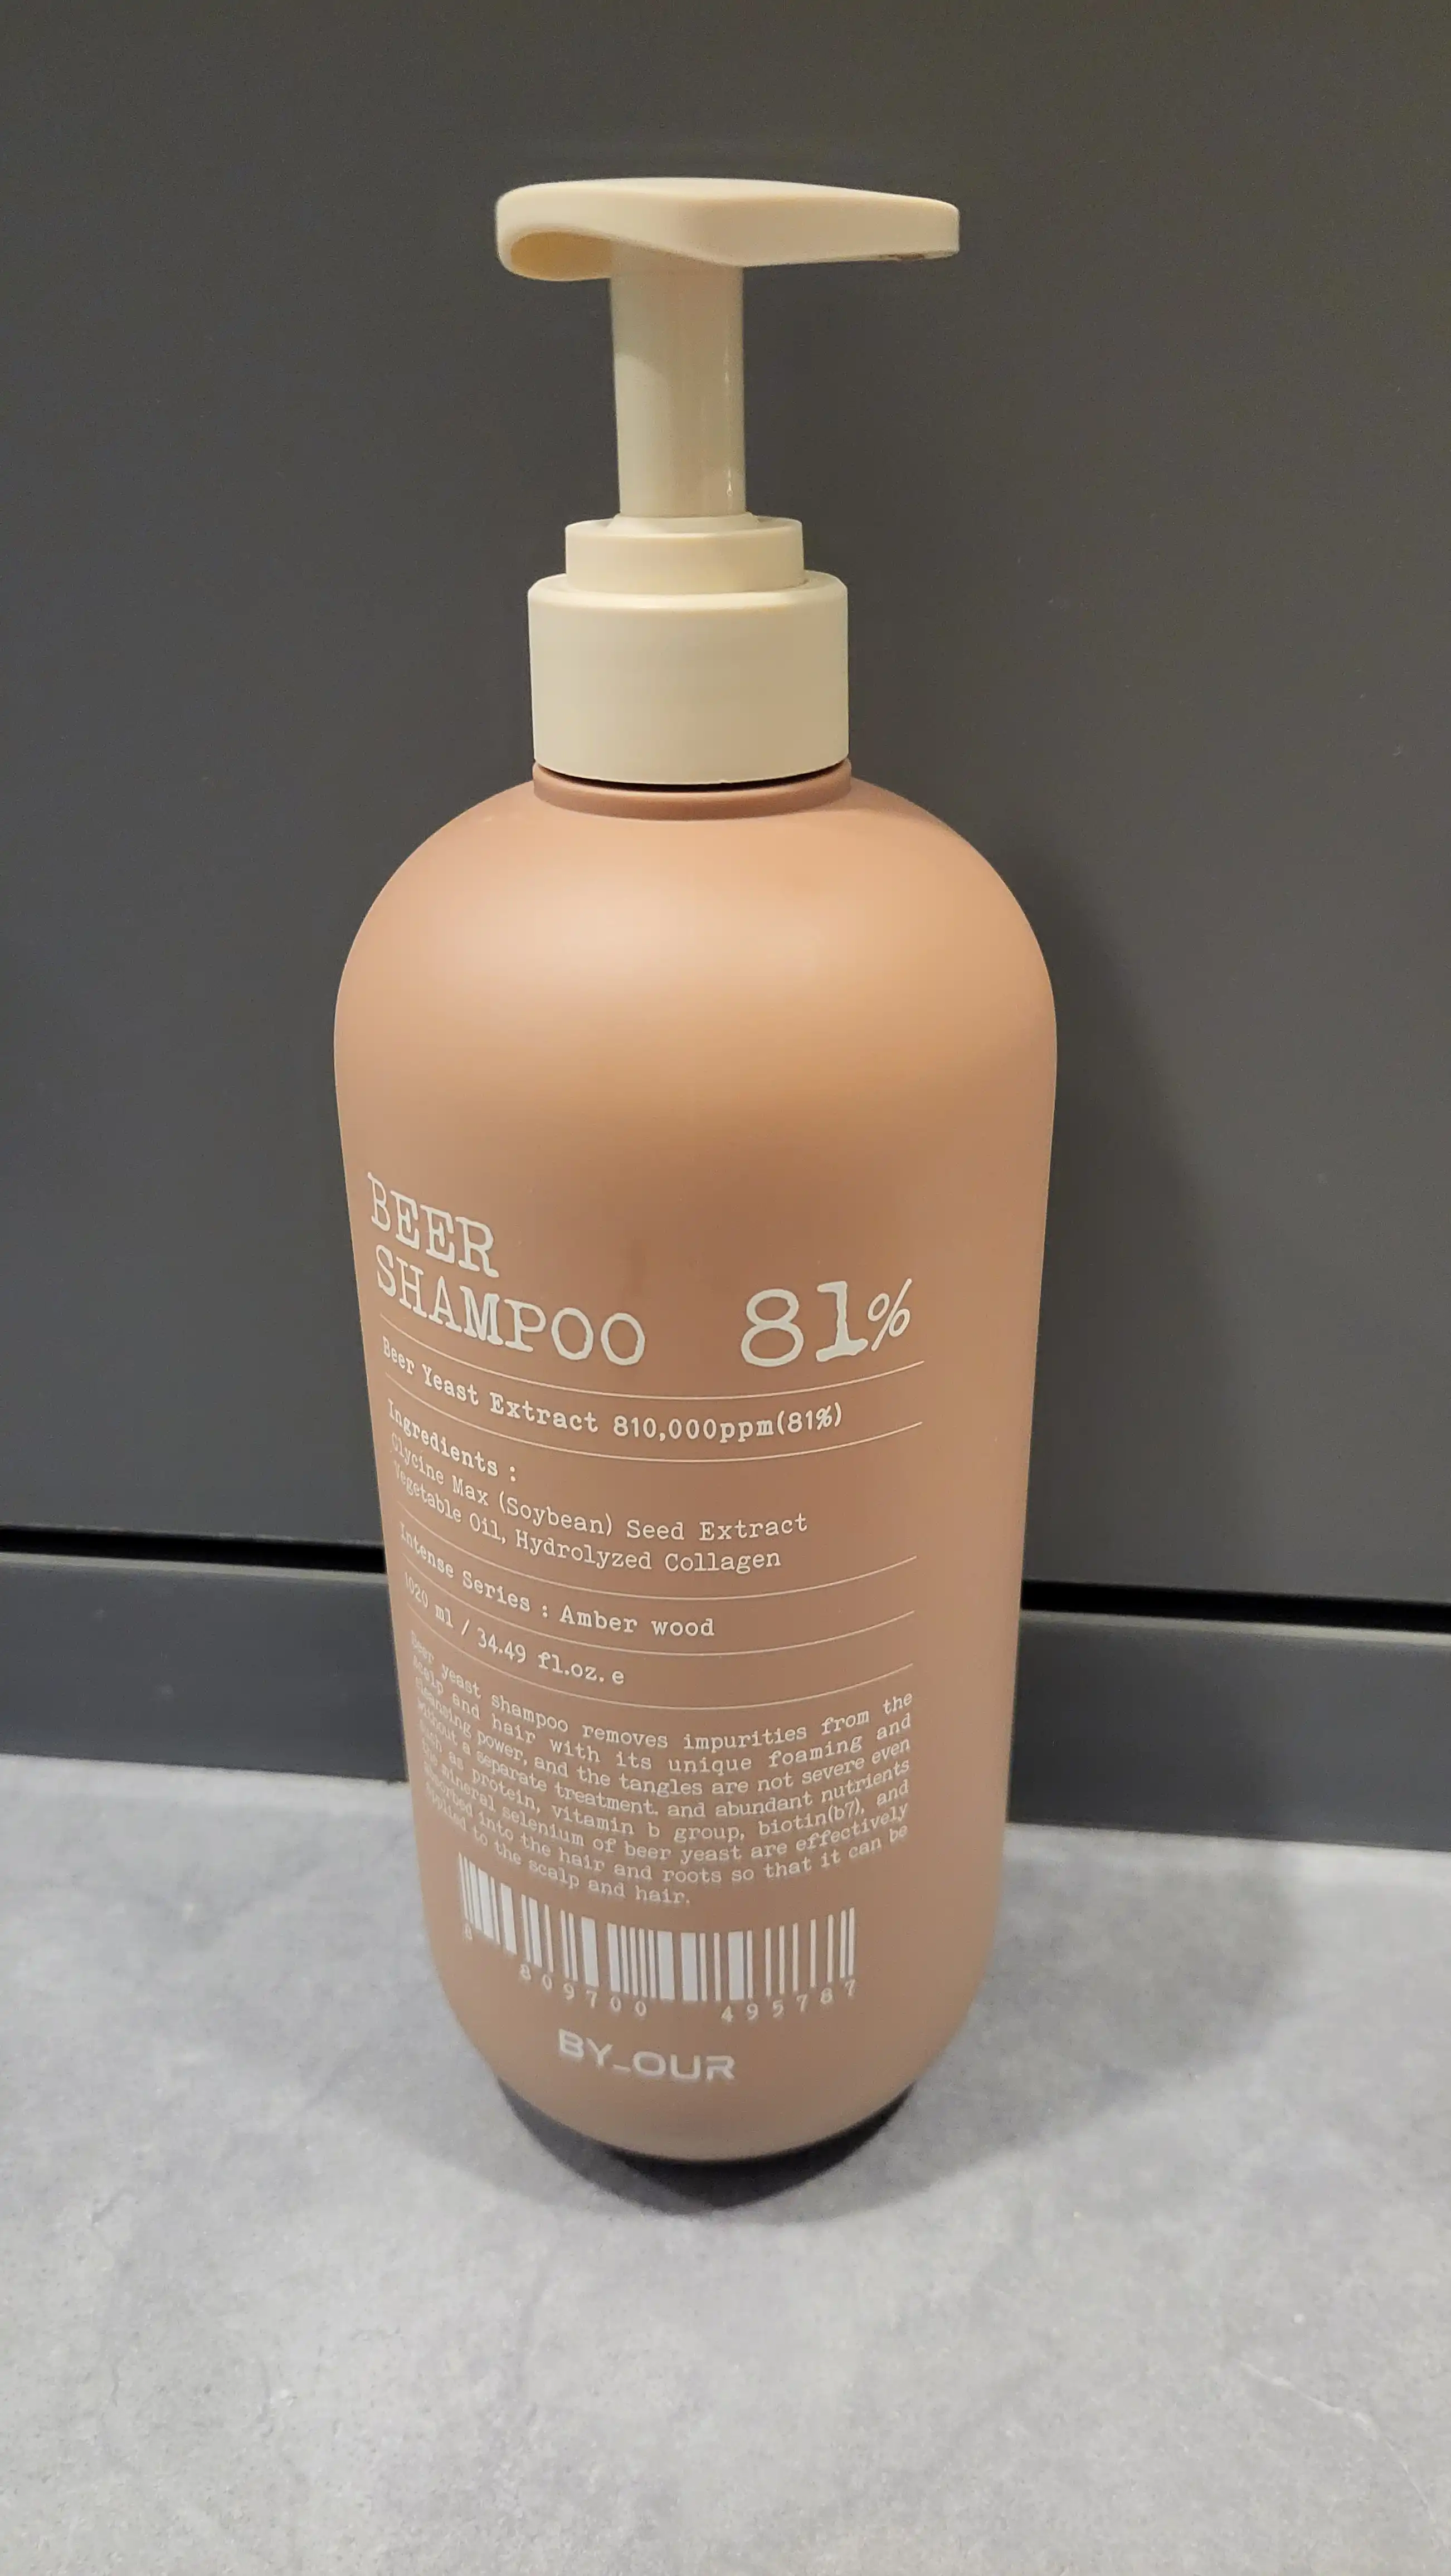 BEER
SHAMPOO 81%
Beer Yeast Extract 810,000ppm(81%)
Ingredients :
Glycine Max (Soybean) Seed Extract
Vegetable Oil, Hydrolyzed Collagen
Intense Series : Amber wood
1020 ml / 34.49 fl.oz. e
Beer yeast shampoo removes impurities from the
scalp and hair with its unique foaming and
cleansing power, and the tangles are not severe even
without a separate treatment. and abundant nutrients
such as protein, vitamin b group, biotin(b7), and
the mineral selenium of beer yeast are effectively
absorbed into the hair and roots so that it can be
applied to the scalp and hair.
8 809700 495787
BY_OUR